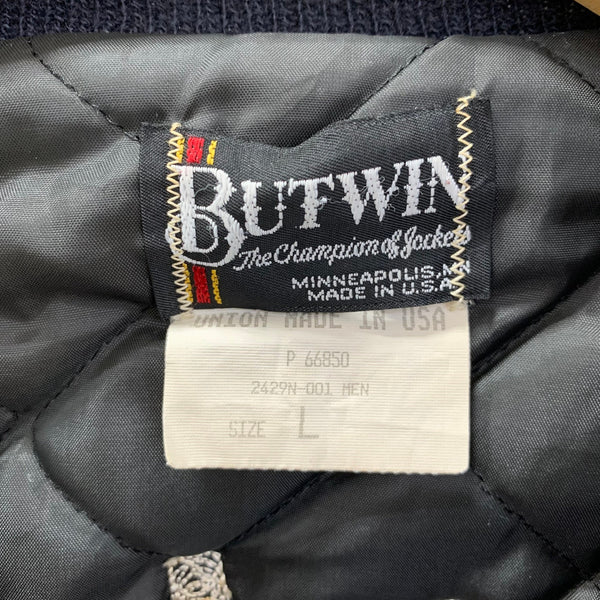 BUTWIN
The Champion of Jackets
MINNEAPOLIS, MN
MADE IN U.S.A.
UNION MADE IN USA
P 66850
2429N-001 MEN
SIZE L